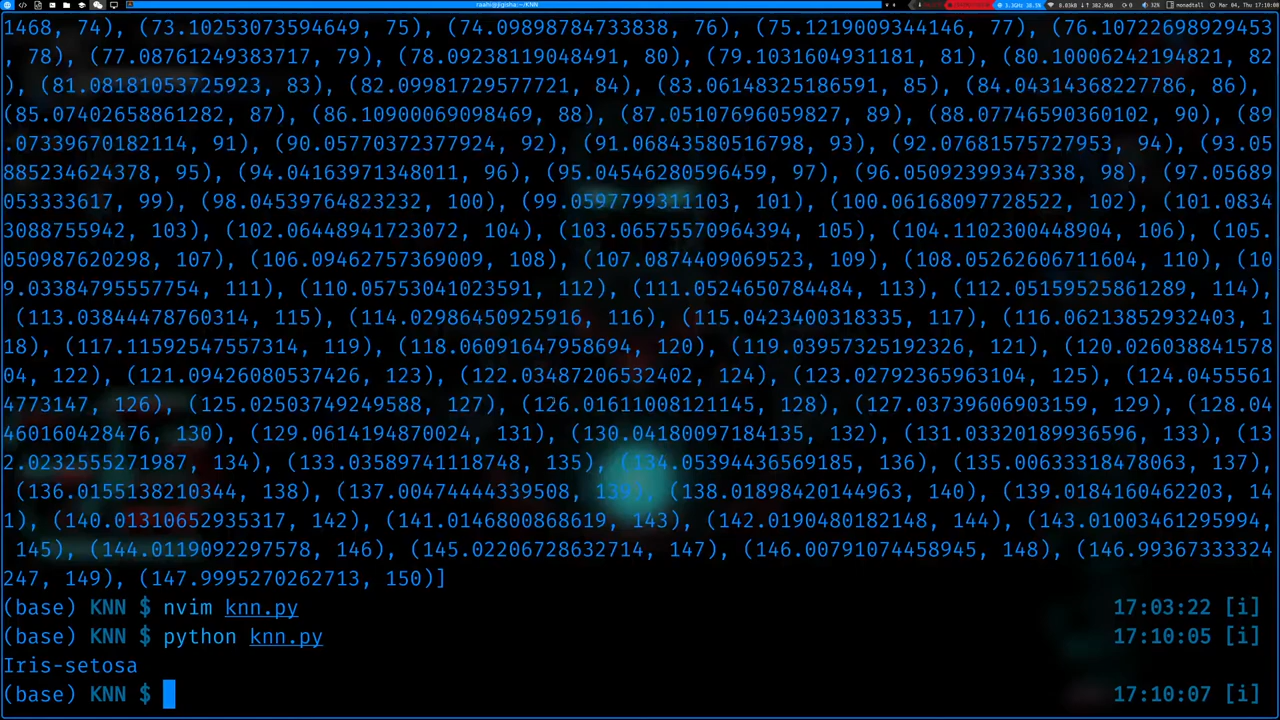 raahi@jigisha:~/KNN
monadtall
Mar 04, Thu 17:10:08
1468, 74), (73.10253073594649, 75), (74.09898784733838, 76), (75.1219009344146, 77), (76.10722698929453
, 78), (77.08761249383717, 79), (78.09238119048491, 80), (79.1031604931181, 81), (80.10006242194821, 82
), (81.08181053725923, 83), (82.09981729577721, 84), (83.06148326185591, 85), (84.04314368227786, 86),
(85.07402658861282, 87), (86.10900069098469, 88), (87.05107696059827, 89), (88.07746590360102, 90), (89
.07339670182114, 91), (90.05770372377924, 92), (91.06843580516798, 93), (92.07681575727953, 94), (93.05
885234624378, 95), (94.04163971348011, 96), (95.04546280596459, 97), (96.05092399347338, 98), (97.05689
053333617, 99), (98.04539764823232, 100), (99.0597799311103, 101), (100.06168097728522, 102), (101.0834
3088755942, 103), (102.06448941723072, 104), (103.06575570964394, 105), (104.1102300448904, 106), (105.
050987620298, 107), (106.09462757369009, 108), (107.0874409069523, 109), (108.05262606711604, 110), (10
9.03384795557754, 111), (110.05753041023591, 112), (111.0524650784484, 113), (112.05159525861289, 114),
(113.03844478760314, 115), (114.02986450925916, 116), (115.0423400318335, 117), (116.06213852932403, 1
18), (117.11592547557314, 119), (118.06091647958694, 120), (119.03957325192326, 121), (120.026038841578
04, 122), (121.09426080537426, 123), (122.03487206532402, 124), (123.02792365963104, 125), (124.0455561
4773147, 126), (125.02503749249588, 127), (126.01611008121145, 128), (127.03739606903159, 129), (128.04
460160428476, 130), (129.0614194870024, 131), (130.04180097184135, 132), (131.03320189936596, 133), (13
2.0232555271987, 134), (133.03589741118748, 135), (134.05394436569185, 136), (135.00633318478063, 137),
(136.0155138210344, 138), (137.00474444339508, 139), (138.01898420144963, 140), (139.0184160462203, 14
1), (140.01310652935317, 142), (141.0146800868619, 143), (142.0190480182148, 144), (143.01003461295994,
145), (144.0119092297578, 146), (145.02206728632714, 147), (146.00791074458945, 148), (146.99367333324
247, 149), (147.9995270262713, 150)]
(base) KNN $ nvim knn.py 17:03:22 [i]
(base) KNN $ python knn.py 17:10:05 [i]
Iris-setosa
(base) KNN $ 17:10:07 [i]